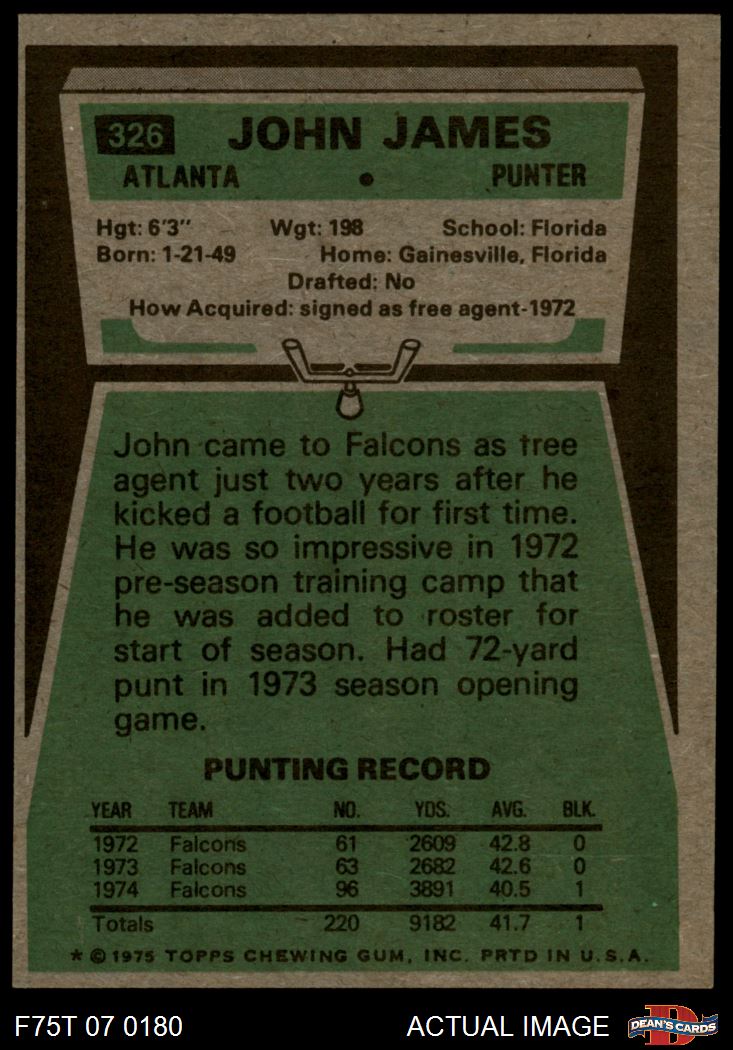 326 JOHN JAMES
ATLANTA • PUNTER
Hgt: 6'3" Wgt: 198 School: Florida
Born: 1-21-49 Home: Gainesville, Florida
Drafted: No
How Acquired: signed as free agent-1972
John came to Falcons as free
agent just two years after he
kicked a football for first time.
He was so impressive in 1972
pre-season training camp that
he was added to roster for
start of season. Had 72-yard
punt in 1973 season opening
game.
PUNTING RECORD
YEAR TEAM NO. YDS. AVG. BLK.
1972 Falcons 61 2609 42.8 0
1973 Falcons 63 2682 42.6 0
1974 Falcons 96 3891 40.5 1
Totals 220 9182 41.7 1
* © 1975 TOPPS CHEWING GUM, INC. PRTD IN U.S.A.
F75T 07 0180 ACTUAL IMAGE D DEAN'S CARDS